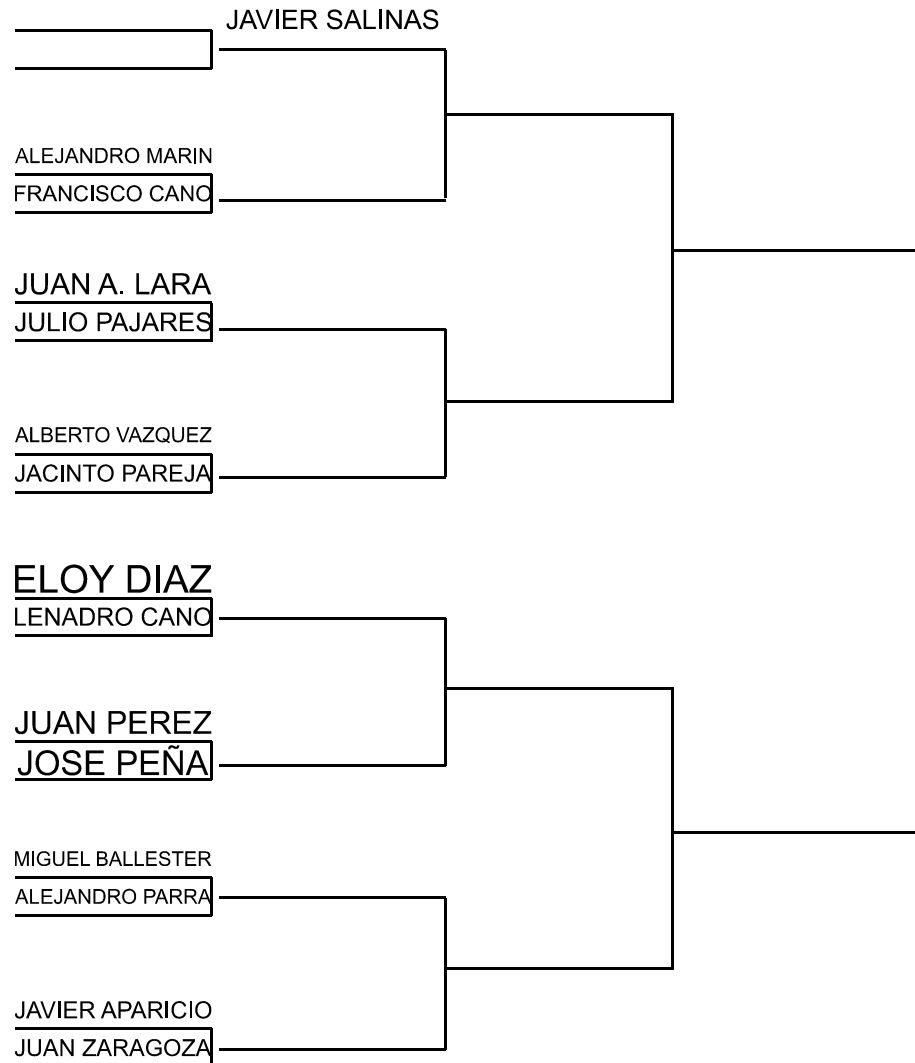 JAVIER SALINAS
ALEJANDRO MARIN
FRANCISCO CANO
JUAN A. LARA
JULIO PAJARES
ALBERTO VAZQUEZ
JACINTO PAREJA
ELOY DIAZ
LENADRO CANO
JUAN PEREZ
JOSE PEÑA
MIGUEL BALLESTER
ALEJANDRO PARRA
JAVIER APARICIO
JUAN ZARAGOZA